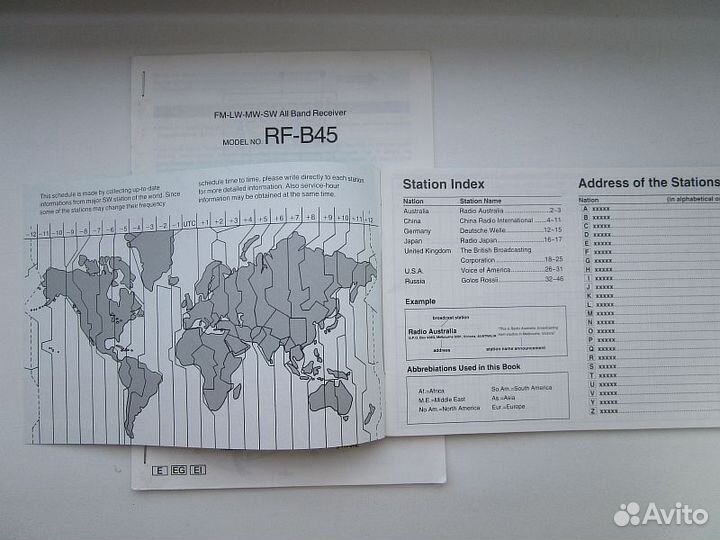 FM-LW-MW-SW All Band Receiver
MODEL NO. RF-B45
This schedule is made by collecting up-to-date
informations from major SW station of the world. Since
some of the stations may change their frequency
schedule time to time, please write directly to each station
for more detailed information. Also service-hour
information may be obtained at the same time.
-12 -11 -10 -9 -8 -7 -6 -5 -4 -3 -2 -1 UTC +1 +2 +3 +4 +5 +6 +7 +8 +9 +10 +11 +12
E EG EI
Station Index
Nation Station Name
Australia Radio Australia 2–3
China China Radio International 4–11
Germany Deutsche Welle 12–15
Japan Radio Japan 16–17
United Kingdom The British Broadcasting
Corporation 18–25
U.S.A. Voice of America 26–31
Russia Golos Rossii 32–46
Example
broadcast station
Radio Australia
address
station name announcement
Abbrebiations Used in this Book
Af.=Africa So Am.=South America
M.E.=Middle East As.=Asia
No Am.=North America Eur.=Europe
Address of the Stations
Nation (in alphabetical
A xxxxx
B xxxxx
C xxxxx
D xxxxx
E xxxxx
F xxxxx
G xxxxx
H xxxxx
I xxxxx
J xxxxx
K xxxxx
L xxxxx
M xxxxx
N xxxxx
O xxxxx
P xxxxx
Q xxxxx
R xxxxx
S xxxxx
T xxxxx
U xxxxx
V xxxxx
Y xxxxx
Z xxxxx
Avito